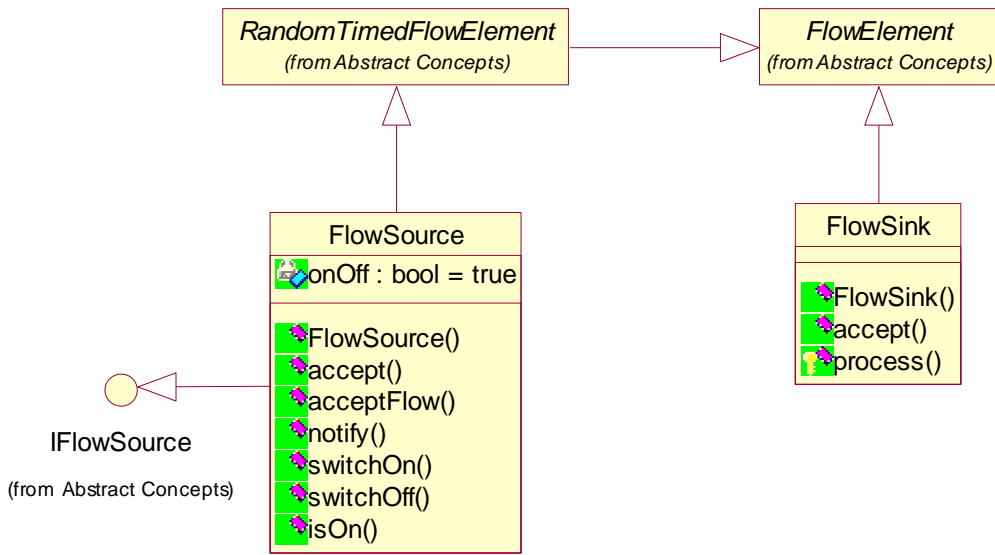 RandomTimedFlowElement
(from Abstract Concepts)
FlowElement
(from Abstract Concepts)
FlowSource
onOff : bool = true
FlowSource()
accept()
acceptFlow()
notify()
switchOn()
switchOff()
isOn()
FlowSink
FlowSink()
accept()
process()
IFlowSource
(from Abstract Concepts)